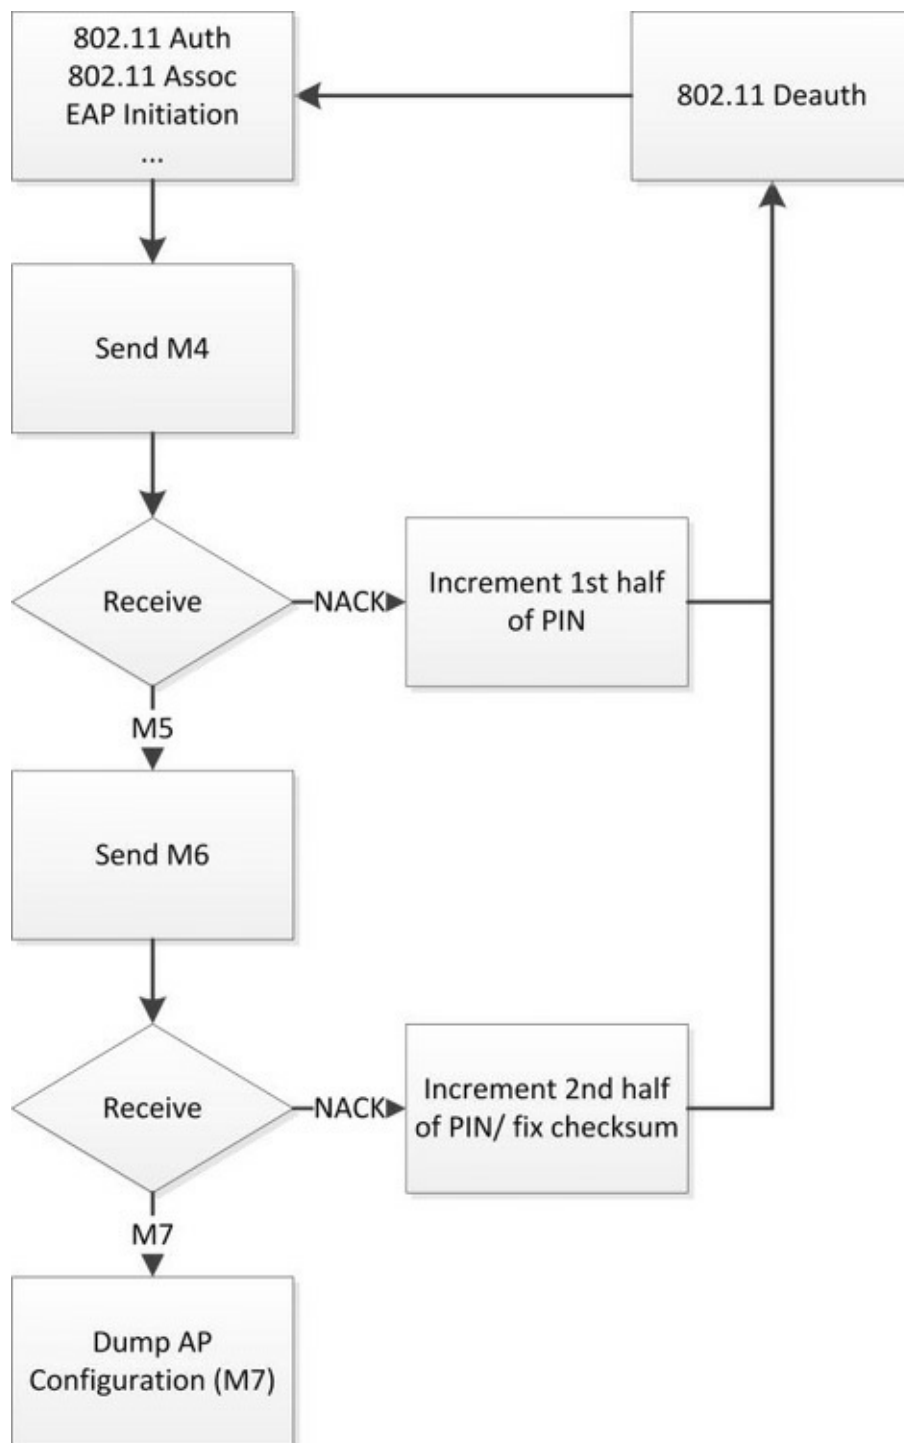 802.11 Auth
802.11 Assoc
EAP Initiation
...
802.11 Deauth
Send M4
Receive
NACK
Increment 1st half
of PIN
M5
Send M6
Receive
NACK
Increment 2nd half
of PIN/ fix checksum
M7
Dump AP
Configuration (M7)